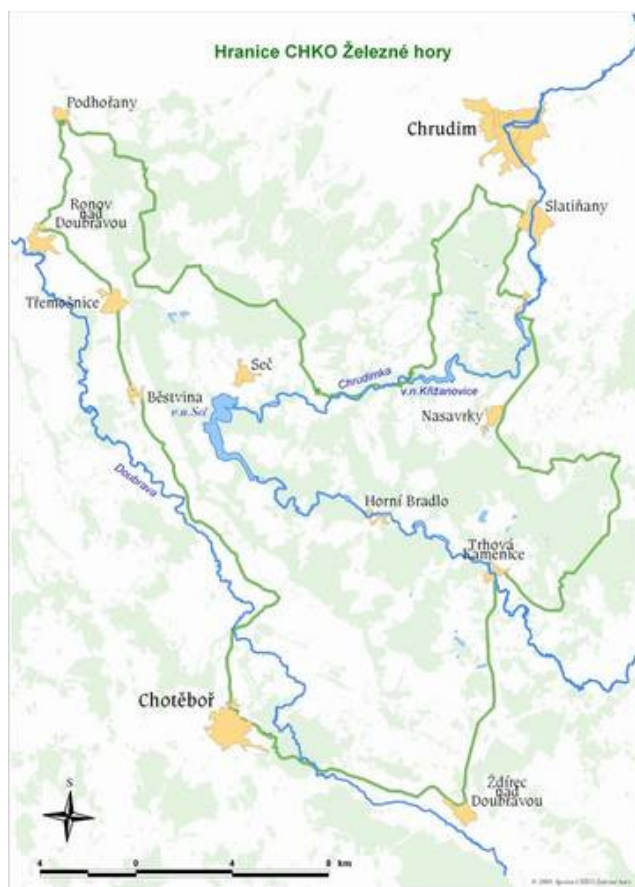 Hranice CHKO Železné hory
Podhořany
Chrudim
Ronov
nad
Doubravou
Slatiňany
Třemošnice
Seč
Chrudimka
v.n.Křižanovice
Běstvina
v.n.Seč
Nasavrky
Doubrava
Horní Bradlo
Trhová
Kamenice
Chotěboř
Ždírec
nad
Doubravou
S
4 0 4 8 km